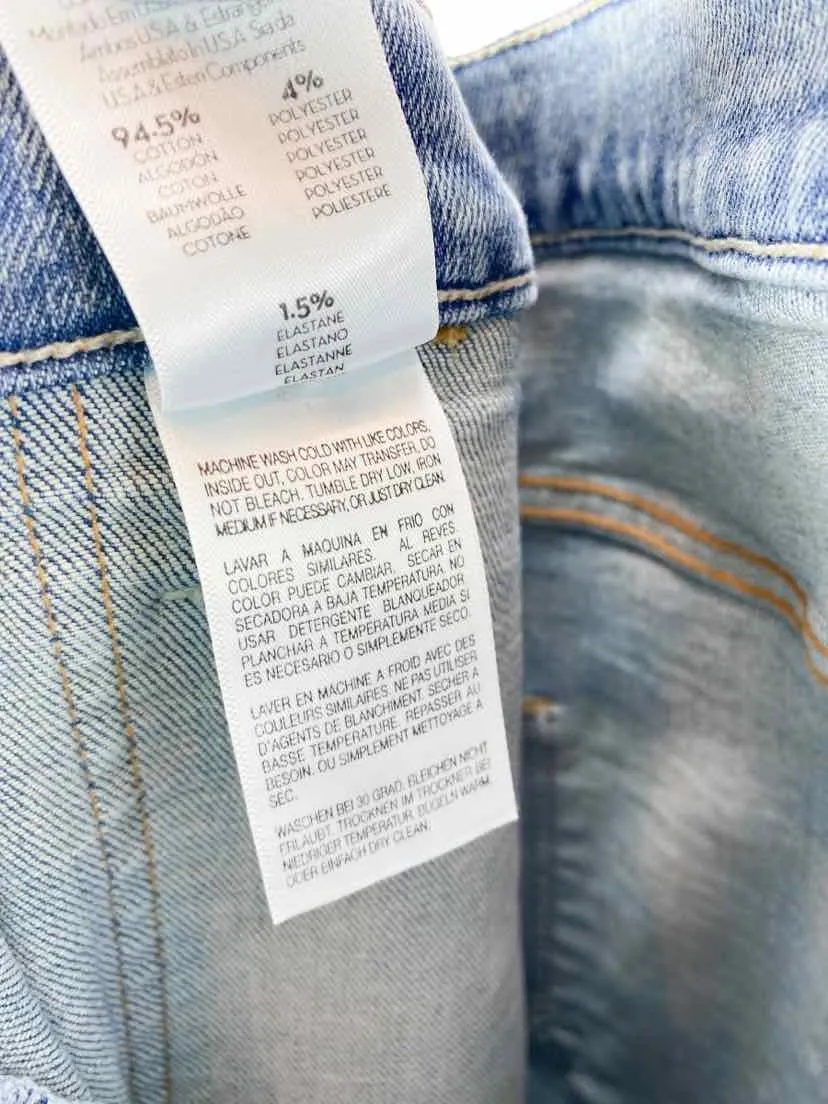 Ambos USA & Extranjero
Assemblato In U.S.A. Sia da
U.S.A. & Esteri Components
94.5%
COTTON
ALGODÓN
COTON
BAUMWOLLE
ALGODÃO
COTONE
4%
POLYESTER
POLYESTER
POLYESTER
POLYESTER
POLYESTER
POLIESTERE
1.5%
ELASTANE
ELASTANO
ELASTANNE
ELASTAN
MACHINE WASH COLD WITH LIKE COLORS,
INSIDE OUT, COLOR MAY TRANSFER, DO
NOT BLEACH, TUMBLE DRY LOW, IRON
MEDIUM IF NECESSARY, OR JUST DRY CLEAN.
LAVAR A MAQUINA EN FRIO CON
COLORES SIMILARES. AL REVES.
COLOR PUEDE CAMBIAR. SECAR EN
SECADORA A BAJA TEMPERATURA. NO
USAR DETERGENTE BLANQUEADOR
PLANCHAR A TEMPERATURA MEDIA SI
ES NECESARIO O SIMPLEMENTE SECO.
LAVER EN MACHINE A FROID AVEC DES
COULEURS SIMILAIRES. NE PAS UTILISER
D'AGENTS DE BLANCHIMENT. SECHER A
BASSE TEMPERATURE. REPASSER AU
BESOIN. OU SIMPLEMENT METTOYAGE A
SEC.
WASCHEN BEI 30 GRAD. BLEICHEN NICHT
ERLAUBT. TROCKNEN IM TROCKNER BEI
NIEDRIGER TEMPERATUR. BUGELN WARM.
ODER EINFACH DRY CLEAN.